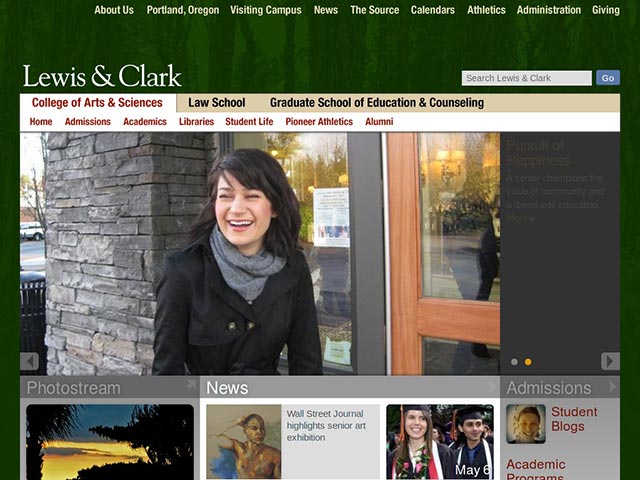 About Us Portland, Oregon Visiting Campus News The Source Calendars Athletics Administration Giving
Lewis & Clark
Search Lewis & Clark Go
College of Arts & Sciences Law School Graduate School of Education & Counseling
Home Admissions Academics Libraries Student Life Pioneer Athletics Alumni
Pursuit of
Happiness
A senior champions the
value of community and
a liberal arts education.
More
Photostream News Admissions
Wall Street Journal
highlights senior art
exhibition
May 6
Student
Blogs
Academic
Programs